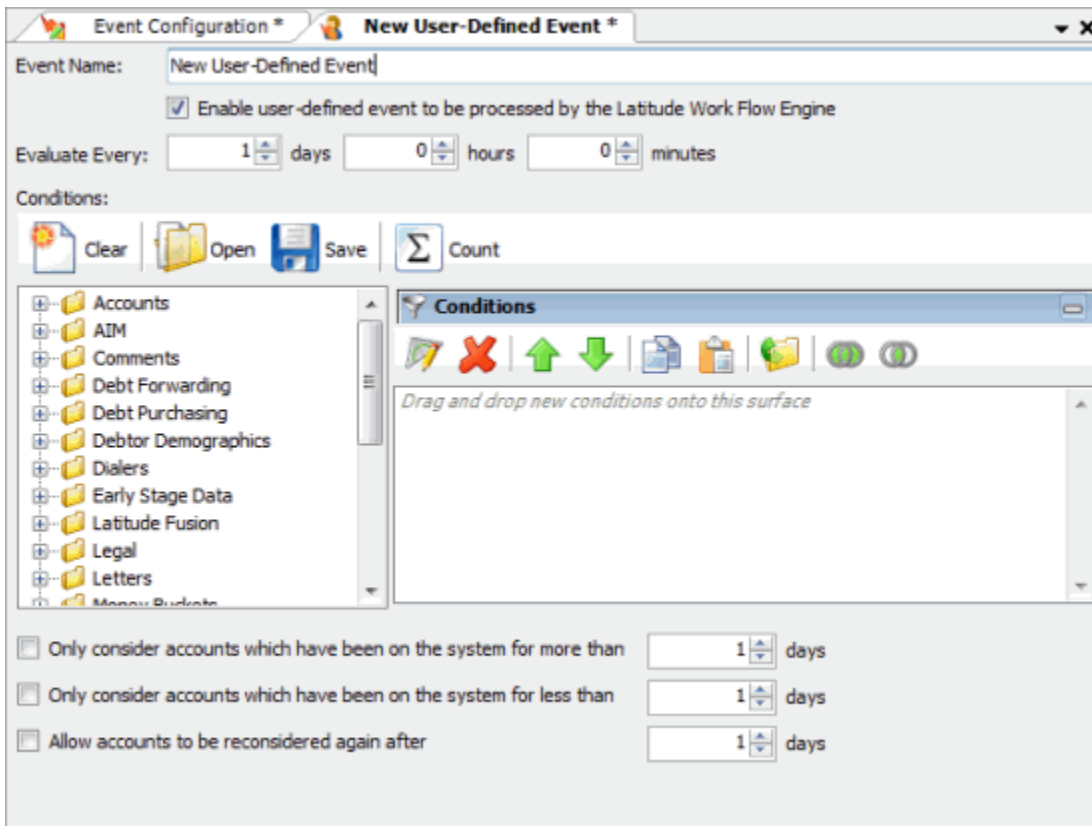 Event Configuration * New User-Defined Event *
Event Name: New User-Defined Event
Enable user-defined event to be processed by the Latitude Work Flow Engine
Evaluate Every: 1 days 0 hours 0 minutes
Conditions:
Clear Open Save Σ Count
Accounts
AIM
Comments
Debt Forwarding
Debt Purchasing
Debtor Demographics
Dialers
Early Stage Data
Latitude Fusion
Legal
Letters
Money Buckets
Conditions
Drag and drop new conditions onto this surface
Only consider accounts which have been on the system for more than 1 days
Only consider accounts which have been on the system for less than 1 days
Allow accounts to be reconsidered again after 1 days